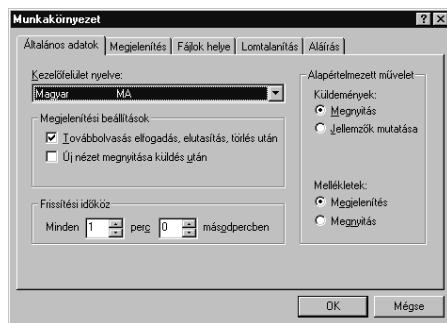 Munkakörnyezet
Általános adatok Megjelenítés Fájlok helye Lomtalanítás Aláírás
Kezelőfelület nyelve:
Magyar MA
Megjelenítési beállítások
Továbbolvasás elfogadás, elutasítás, törlés után
Új nézet megnyitása küldés után
Frissítési időköz
Minden 1 perc 0 másodpercben
Alapértelmezett művelet
Küldemények:
Megnyitás
Jellemzők mutatása
Mellékletek:
Megjelenítés
Megnyitás
OK Mégse